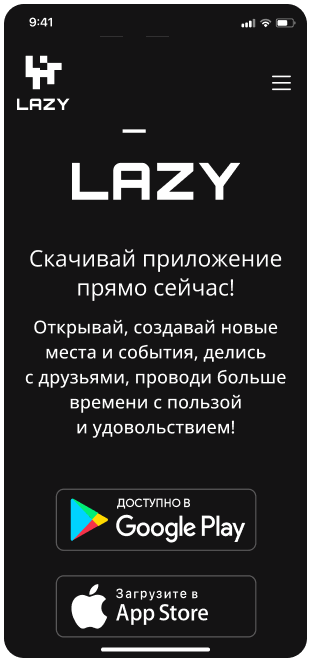 9:41
LAZY
LAZY
Скачивай приложение
прямо сейчас!
Открывай, создавай новые
места и события, делись
с друзьями, проводи больше
времени с пользой
и удовольствием!
ДОСТУПНО В
Google Play
Загрузите в
App Store